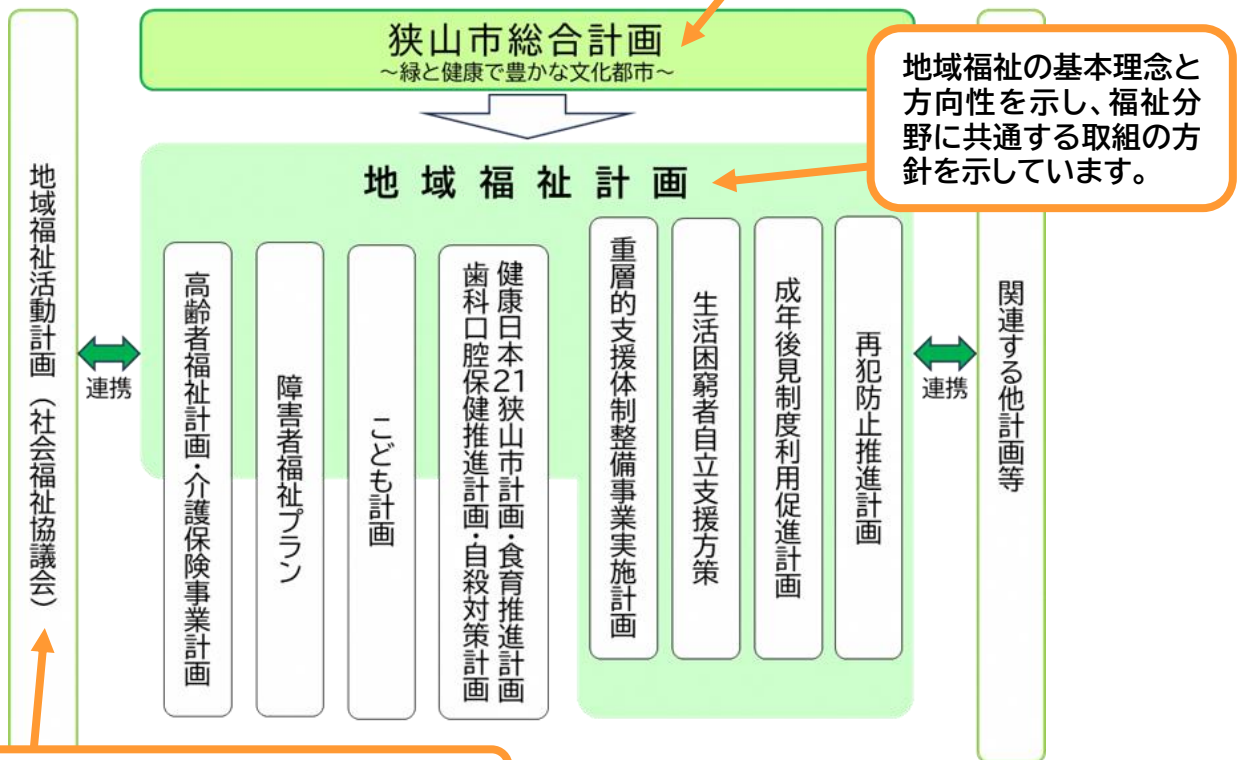 狭山市総合計画
～緑と健康で豊かな文化都市～
地域福祉の基本理念と
方向性を示し、福祉分
野に共通する取組の方
針を示しています。
地域福祉計画
地域福祉活動計画（社会福祉協議会）
連携
高齢者福祉計画・介護保険事業計画
障害者福祉プラン
こども計画
健康日本21狭山市計画・食育推進計画
歯科口腔保健推進計画・自殺対策計画
重層的支援体制整備事業実施計画
生活困窮者自立支援方策
成年後見制度利用促進計画
再犯防止推進計画
連携
関連する他計画等